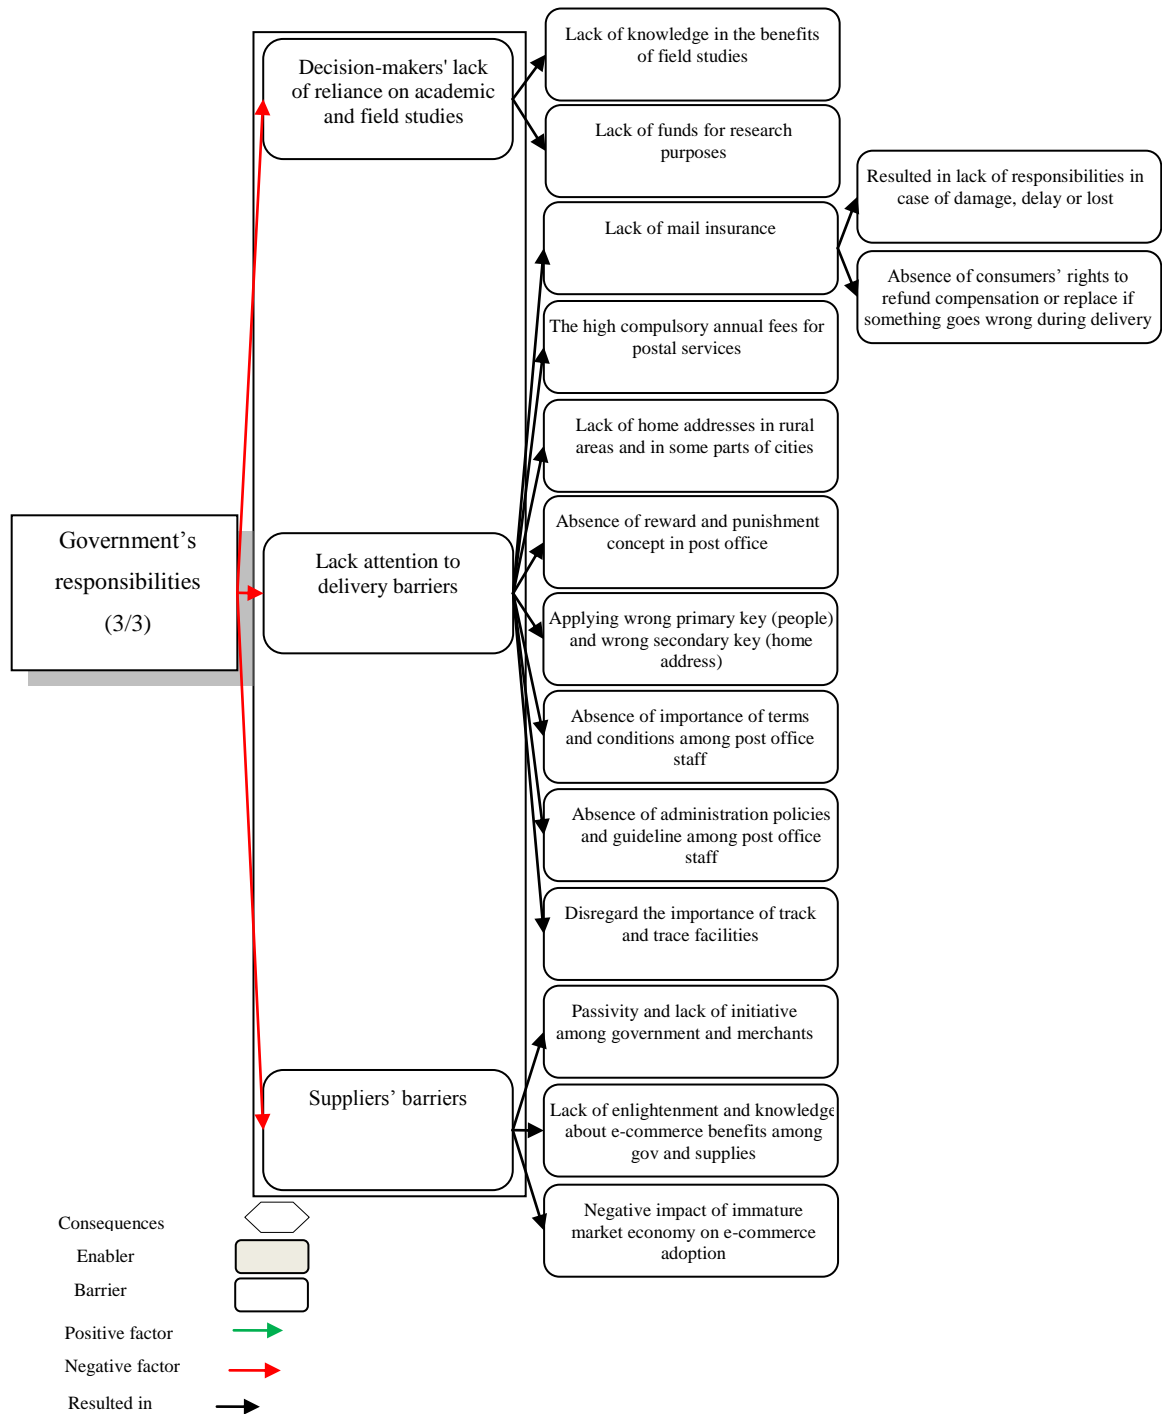 Lack of knowledge in the benefits
of field studies
Decision-makers' lack
of reliance on academic
and field studies
Lack of funds for research
purposes
Resulted in lack of responsibilities in
case of damage, delay or lost
Lack of mail insurance
Absence of consumers’ rights to
refund compensation or replace if
something goes wrong during delivery
The high compulsory annual fees for
postal services
Lack of home addresses in rural
areas and in some parts of cities
Absence of reward and punishment
concept in post office
Government’s
responsibilities
(3/3)
Lack attention to
delivery barriers
Applying wrong primary key (people)
and wrong secondary key (home
address)
Absence of importance of terms
and conditions among post office
staff
Absence of administration policies
and guideline among post office
staff
Disregard the importance of track
and trace facilities
Passivity and lack of initiative
among government and merchants
Suppliers’ barriers
Lack of enlightenment and knowledge
about e-commerce benefits among
gov and supplies
Negative impact of immature
market economy on e-commerce
adoption
Consequences
Enabler
Barrier
Positive factor
Negative factor
Resulted in